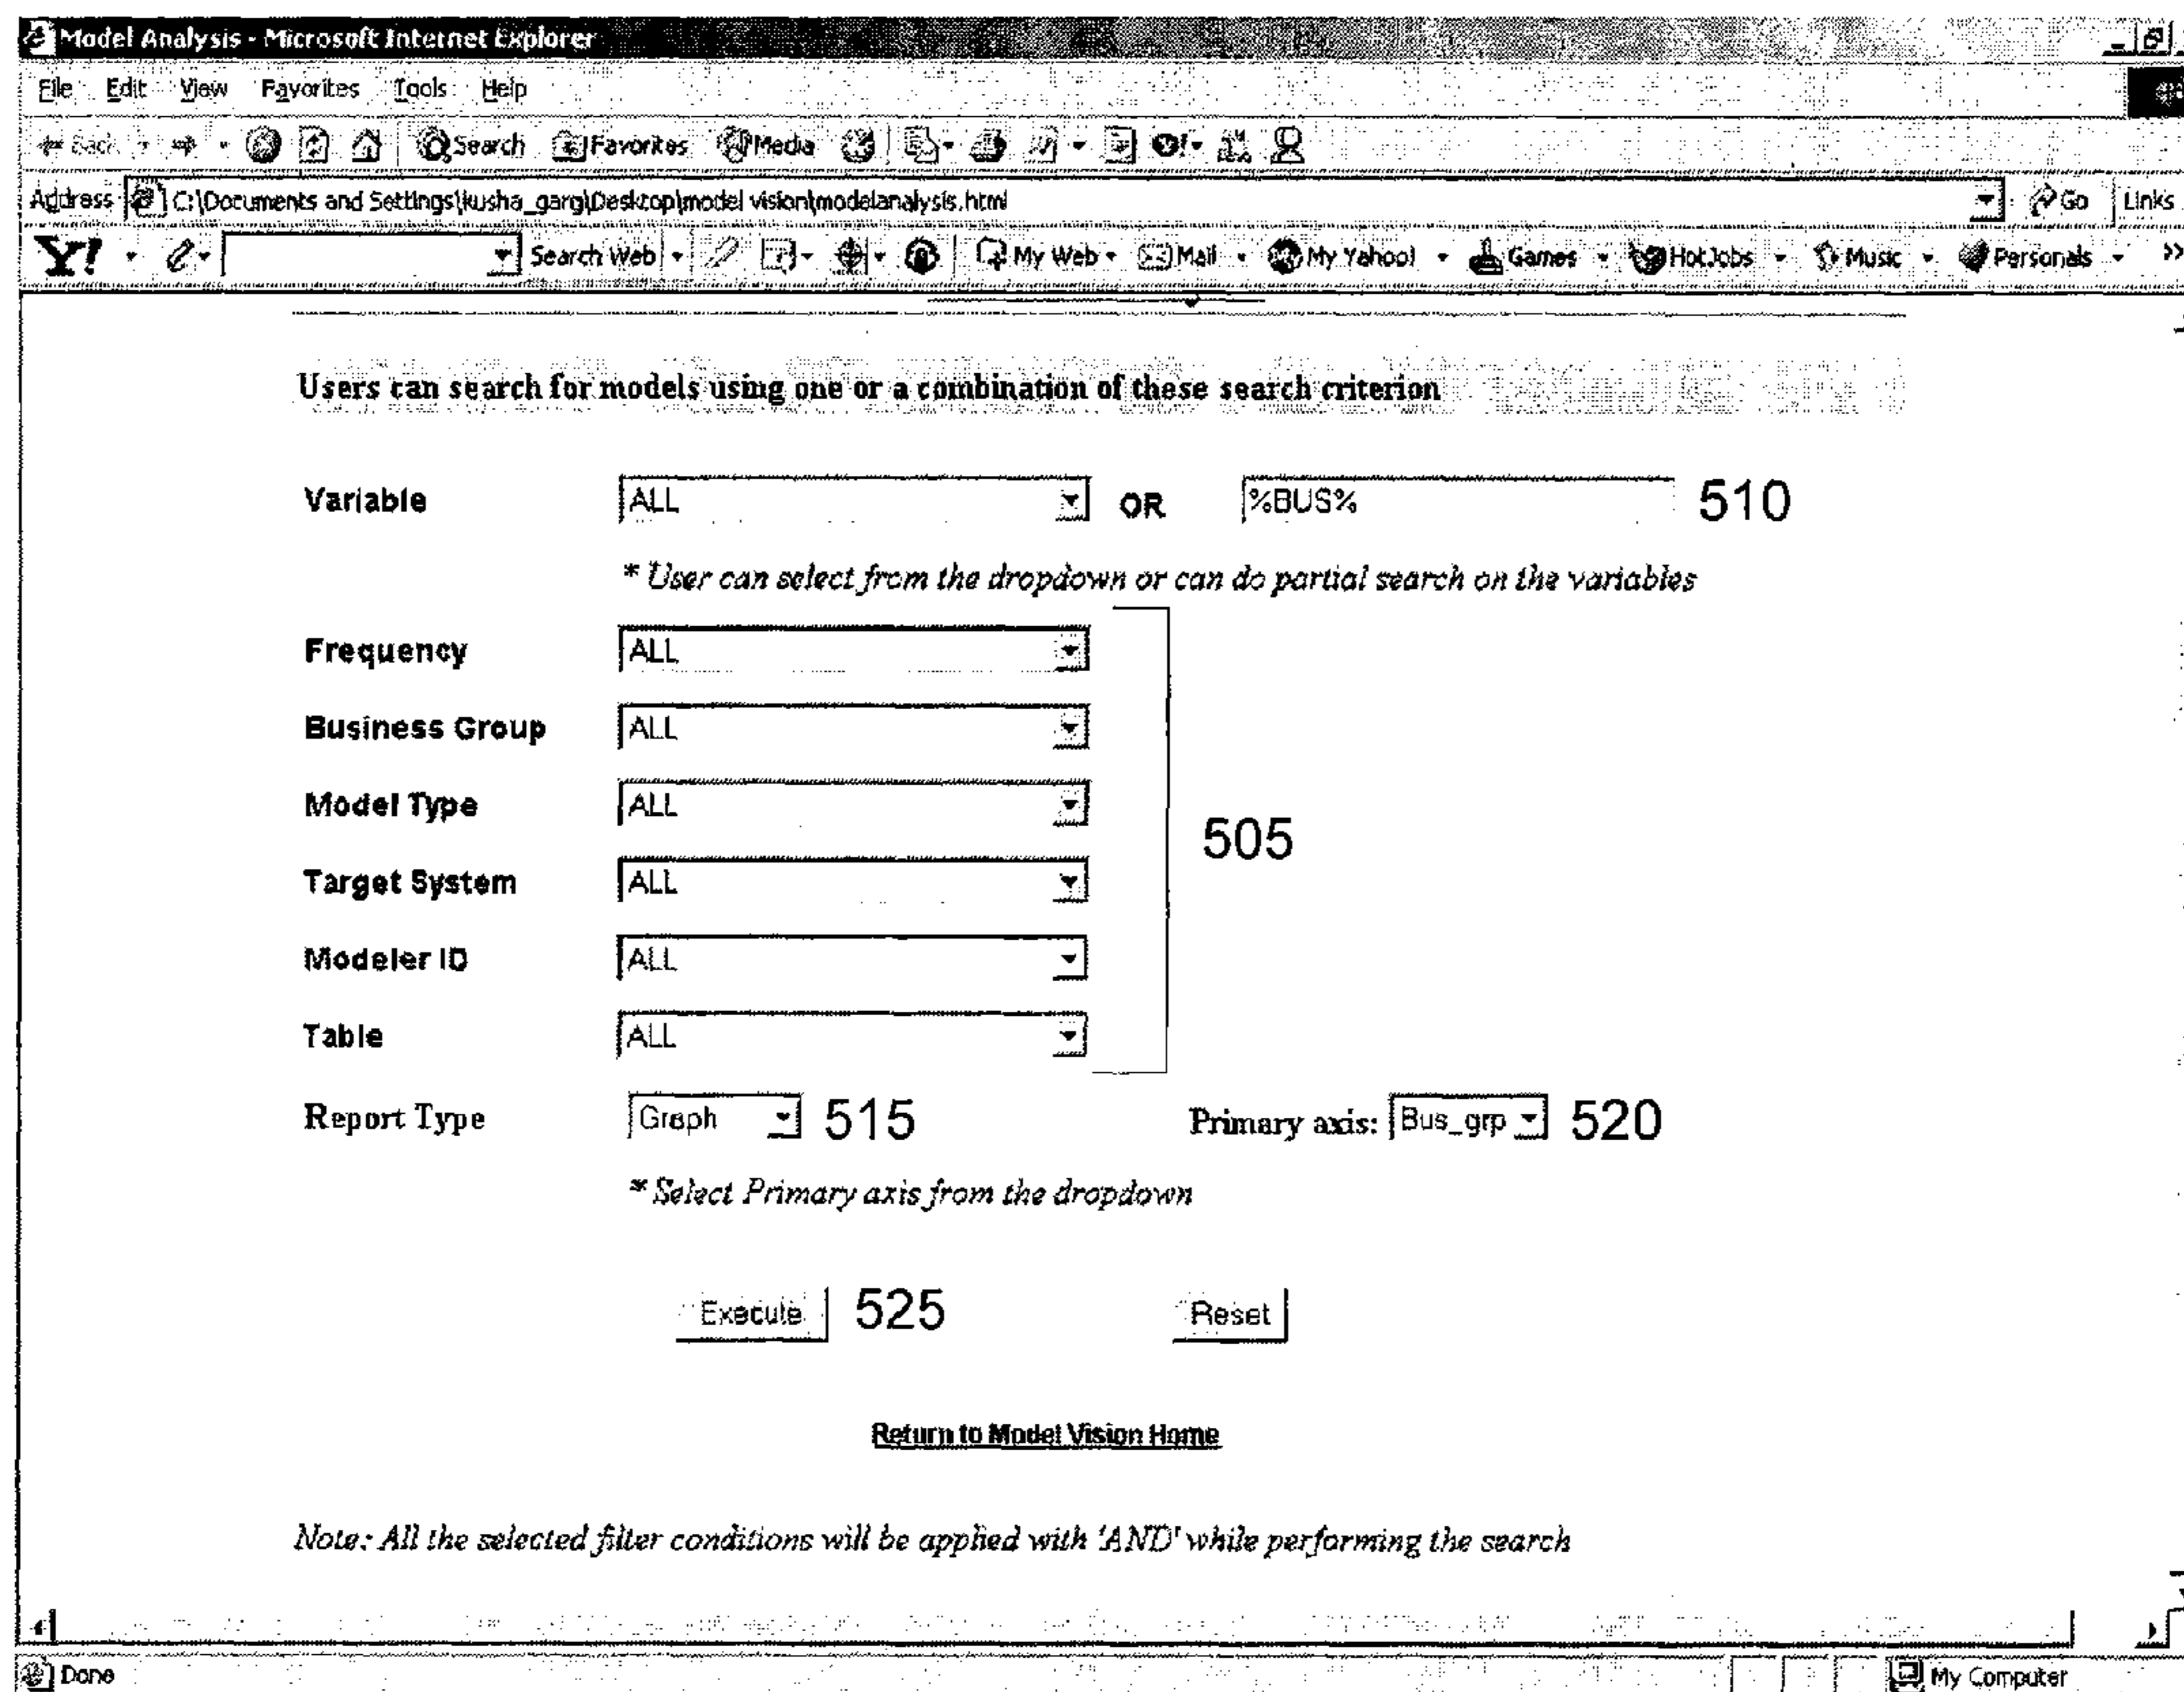 Model Analysis - Microsoft Internet Explorer
File Edit View Favorites Tools Help
Back Search Favorites Media
Address C:\Documents and Settings\kusha_garg\Desktop\model vision\modelanalysis.html Go Links
Y! Search Web My Web Mail My Yahoo! Games HotJobs Music Personals >>
Users can search for models using one or a combination of these search criterion
Variable ALL OR %BUS% 510
* User can select from the dropdown or can do partial search on the variables
Frequency ALL
Business Group ALL
Model Type ALL
505
Target System ALL
Modeler ID ALL
Table ALL
Report Type Graph 515 Primary axis: Bus_grp 520
* Select Primary axis from the dropdown
Execute 525 Reset
Return to Model Vision Home
Note: All the selected filter conditions will be applied with 'AND' while performing the search
Done My Computer